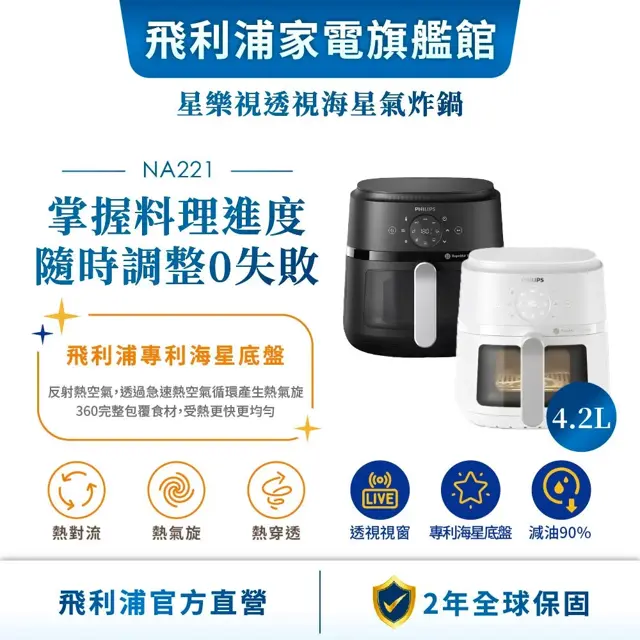 飛利浦家電旗艦館
星樂視透視海星氣炸鍋
NA221
掌握料理進度
隨時調整0失敗
飛利浦專利海星底盤
反射熱空氣,透過急速熱空氣循環產生熱氣旋
360完整包覆食材,受熱更快更均勻
PHILIPS
PHILIPS
4.2L
熱對流
熱氣旋
熱穿透
LIVE
透視視窗
專利海星底盤
減油90%
飛利浦官方直營
2年全球保固